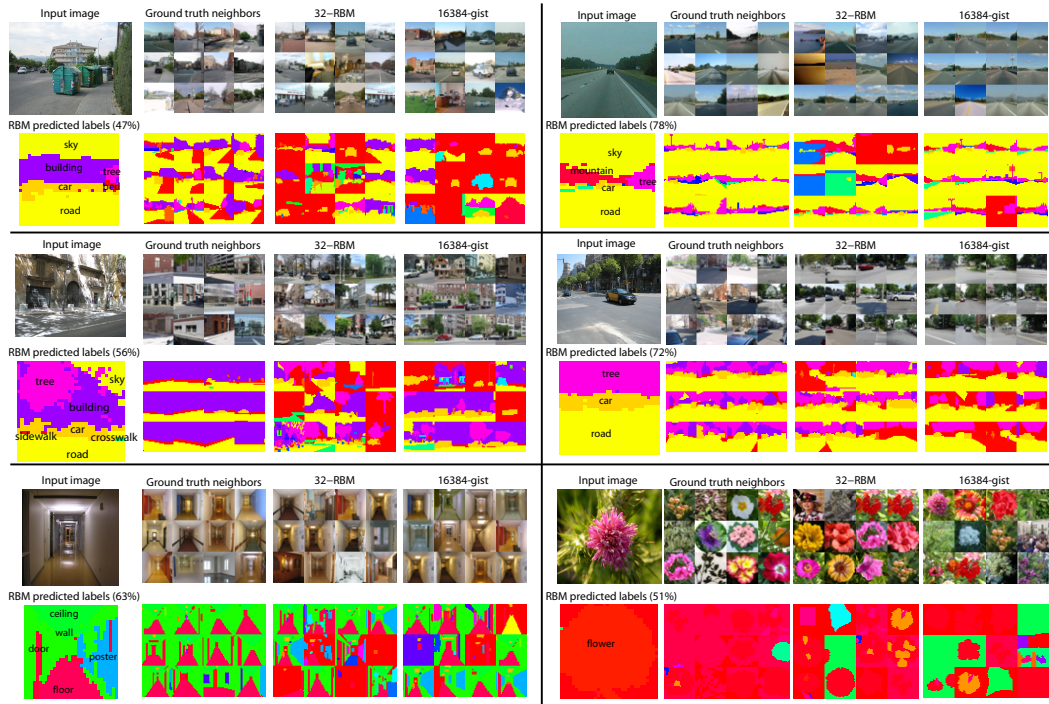 Input image
Ground truth neighbors
32−RBM
16384-gist
RBM predicted labels (47%)
sky
building
tree
car
road
Input image
Ground truth neighbors
32−RBM
16384-gist
RBM predicted labels (78%)
sky
mountain
tree
car
road
Input image
Ground truth neighbors
32−RBM
16384-gist
RBM predicted labels (56%)
tree
sky
building
car
sidewalk
crosswalk
road
Input image
Ground truth neighbors
32−RBM
16384-gist
RBM predicted labels (72%)
tree
car
road
Input image
Ground truth neighbors
32−RBM
16384-gist
RBM predicted labels (63%)
ceiling
wall
door
poster
floor
Input image
Ground truth neighbors
32−RBM
16384-gist
RBM predicted labels (51%)
flower